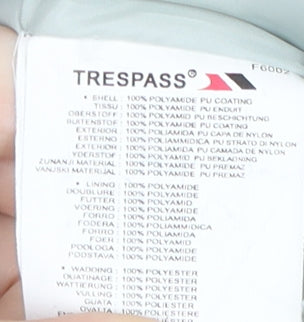 F6002
TRESPASS®
• SHELL : 100% POLYAMIDE PU COATING
TISSU : 100% POLYAMIDE PU ENDUIT
OBERSTOFF : 100% POLYAMID PU BESCHICHTUNG
BUITENSTOF : 100% POLYAMIDE PU COATING
EXTERIOR : 100% POLIAMIDA PU CAPA DE NYLON
ESTERNO : 100% POLIAMMIDICA PU STRATO DI NYLON
EXTERIOR : 100% POLIAMIDA PU CAMADA DE NYLON
YDERSTOF : 100% POLYAMID PU BEKLAEDNING
ZUNANJI MATERIAL : 100% POLYAMIDE PU PREMAZ
VANJSKI MATERIJAL : 100% POLYAMIDE PU PREMAZ
• LINING : 100% POLYAMIDE
DOUBLURE : 100% POLYAMIDE
FUTTER : 100% POLYAMID
VOERING : 100% POLYAMIDE
FORRO : 100% POLIAMIDA
FODERA : 100% POLIAMMIDICA
FORRO : 100% POLIAMIDA
FOER : 100% POLYAMID
PODLOGA : 100% POLYAMIDE
PODSTAVA : 100% POLYAMIDE
• WADDING : 100% POLYESTER
OUATINAGE : 100% POLYESTER
WATTIERUNG : 100% POLYESTER
VULLING : 100% POLYESTER
GUATA : 100% POLIESTER
OVATTA : 100% POLIESTERE